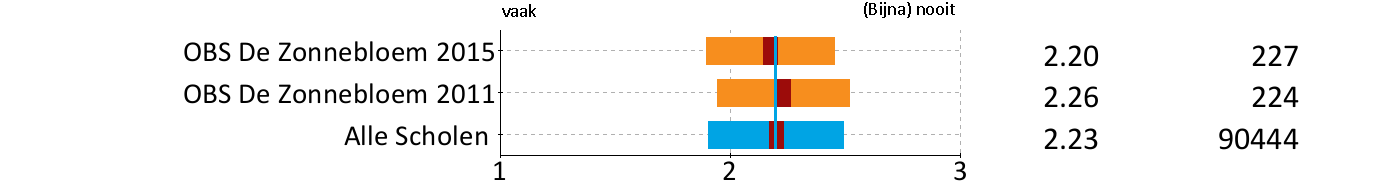 vaak (Bijna) nooit
OBS De Zonnebloem 2015 2.20 227
OBS De Zonnebloem 2011 2.26 224
Alle Scholen 2.23 90444
1 2 3